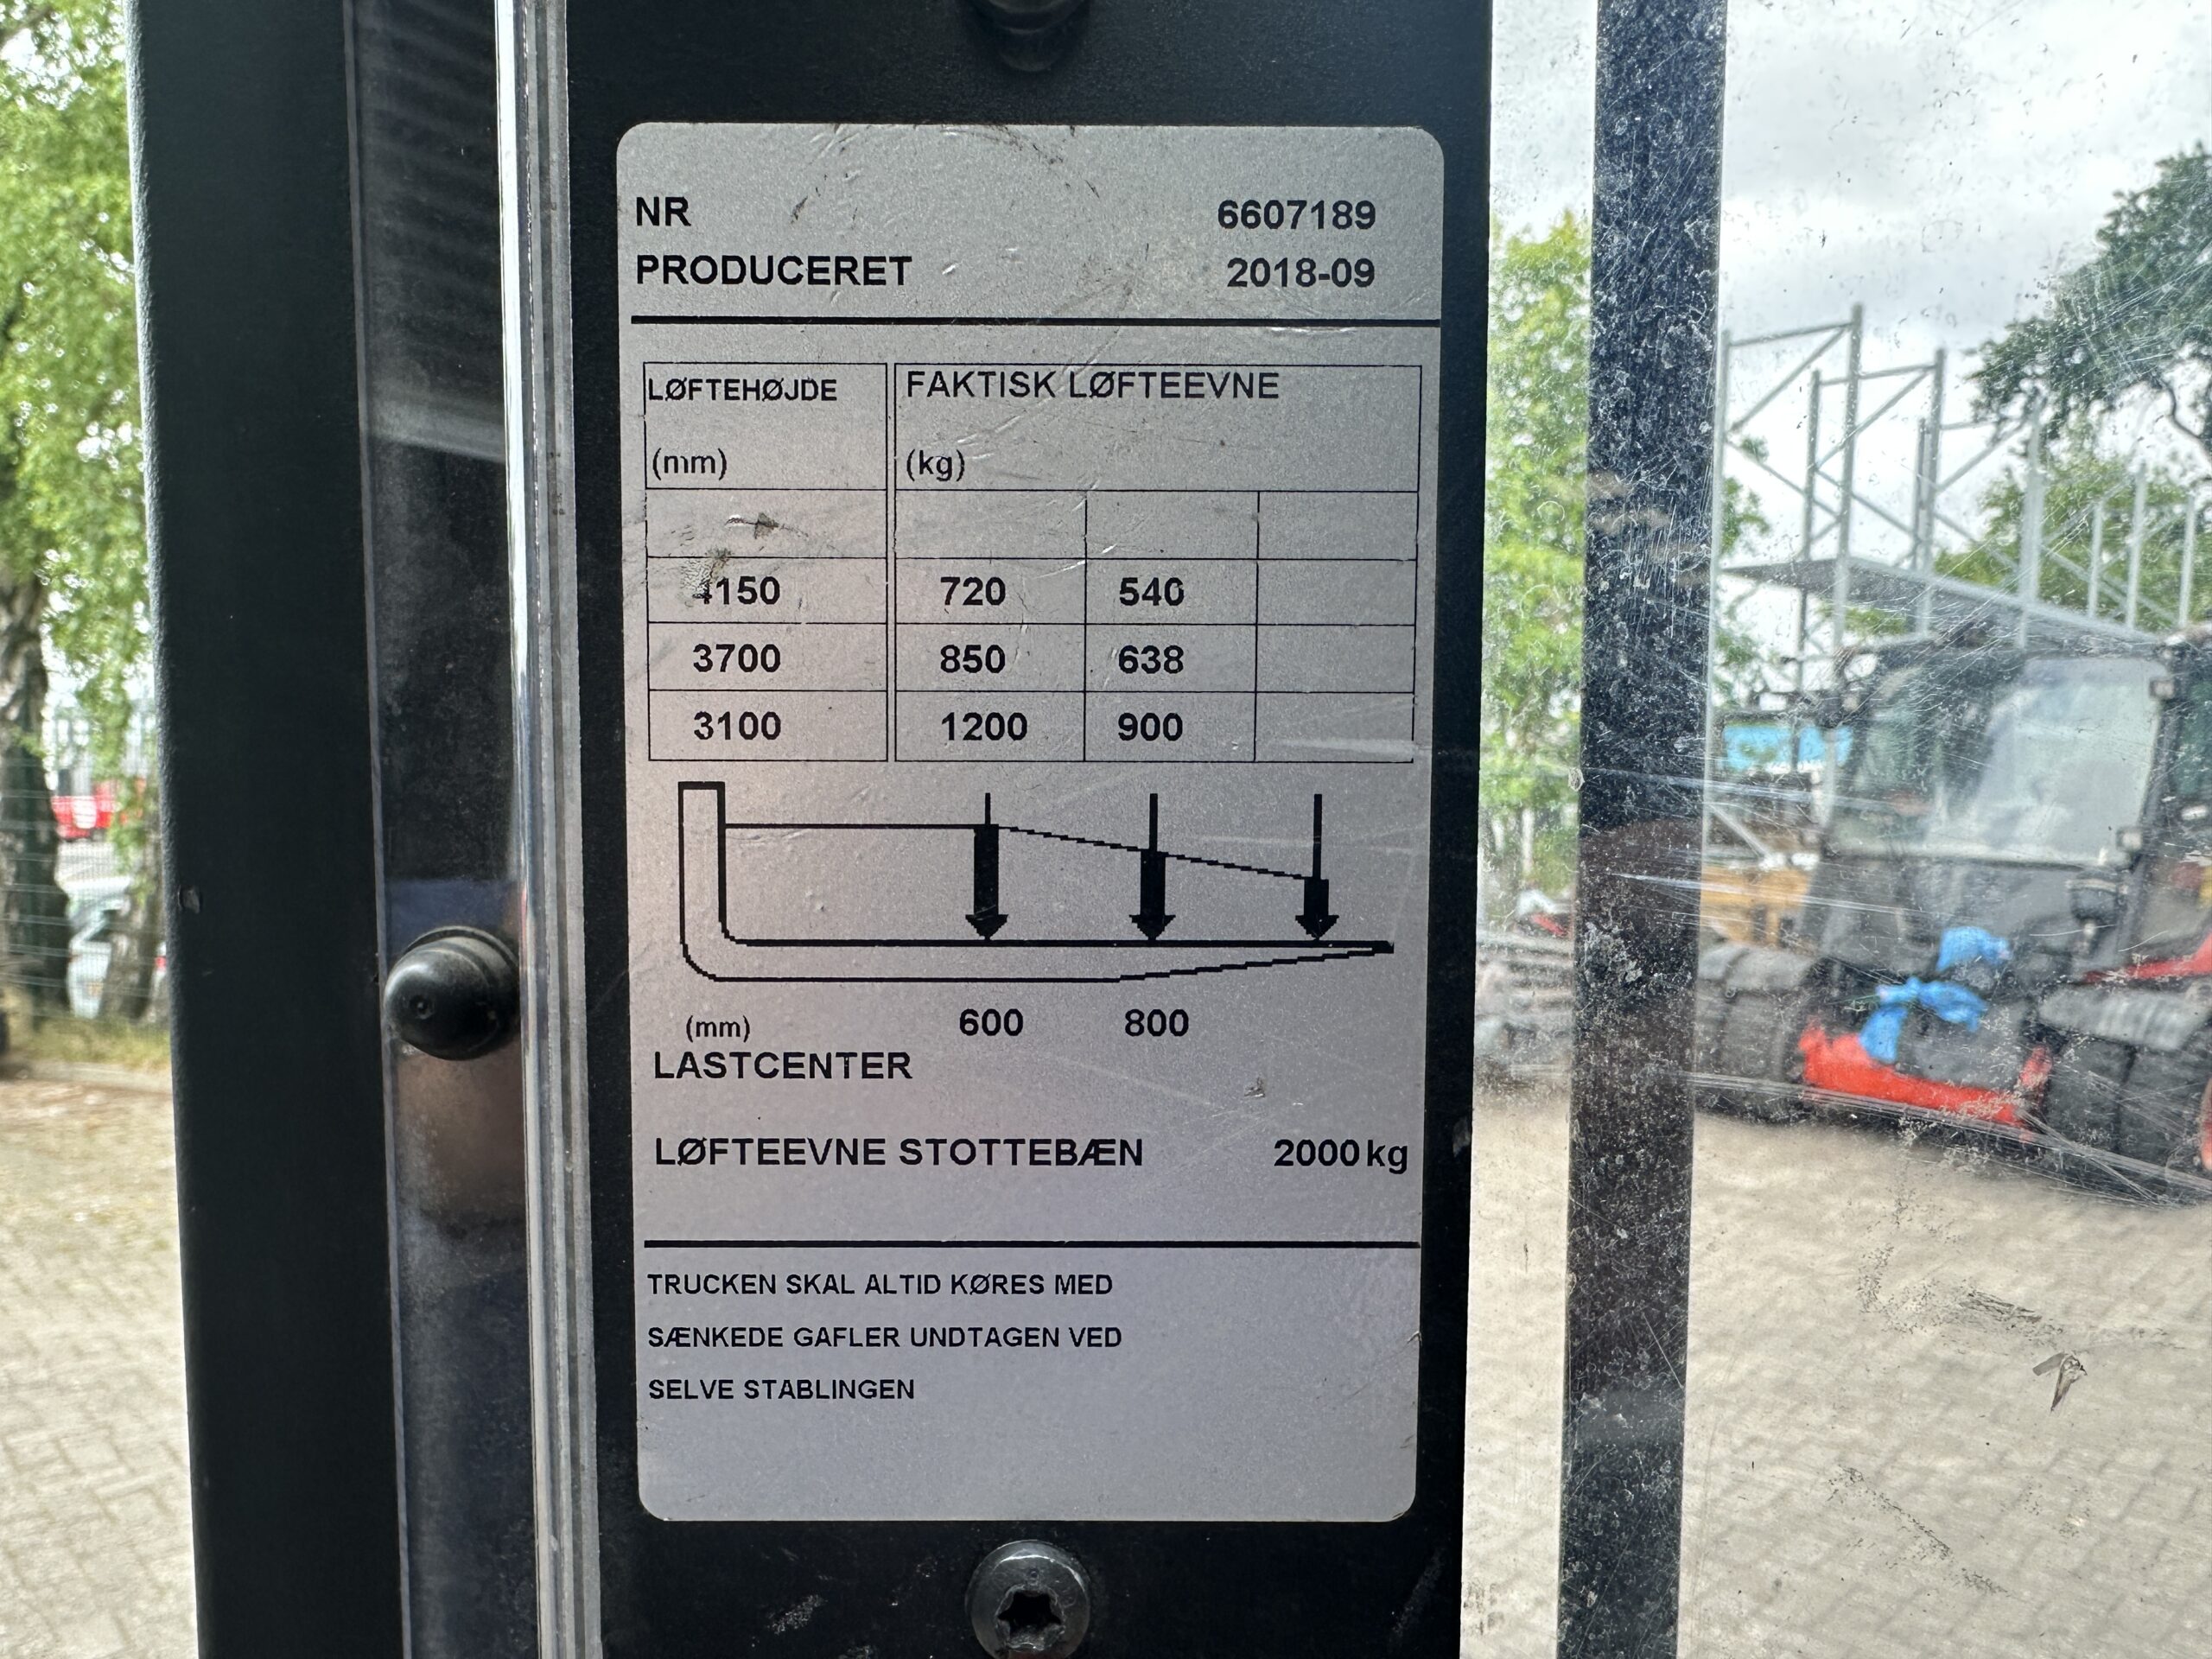 NR 6607189
PRODUCERET 2018-09
LØFTEHØJDE FAKTISK LØFTEEVNE
(mm) (kg)
4150 720 540
3700 850 638
3100 1200 900
(mm) 600 800
LASTCENTER
LØFTEEVNE STOTTEBÆN 2000 kg
TRUCKEN SKAL ALTID KØRES MED
SÆNKEDE GAFLER UNDTAGEN VED
SELVE STABLINGEN